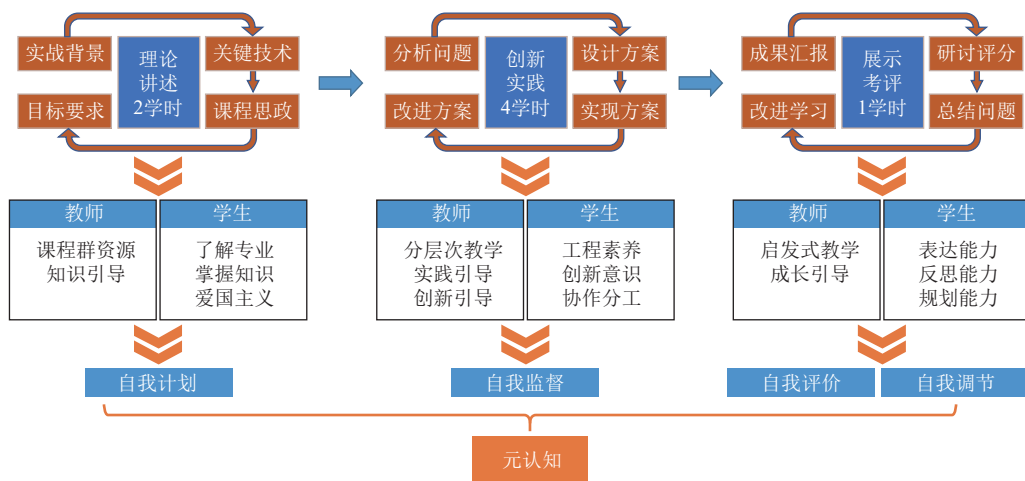 实战背景
理论
讲述
2学时
关键技术
目标要求
课程思政
分析问题
创新
实践
4学时
设计方案
改进方案
实现方案
成果汇报
展示
考评
1学时
研讨评分
改进学习
总结问题
教师
学生
课程群资源
知识引导
了解专业
掌握知识
爱国主义
教师
学生
分层次教学
实践引导
创新引导
工程素养
创新意识
协作分工
教师
学生
启发式教学
成长引导
表达能力
反思能力
规划能力
自我计划
自我监督
自我评价
自我调节
元认知